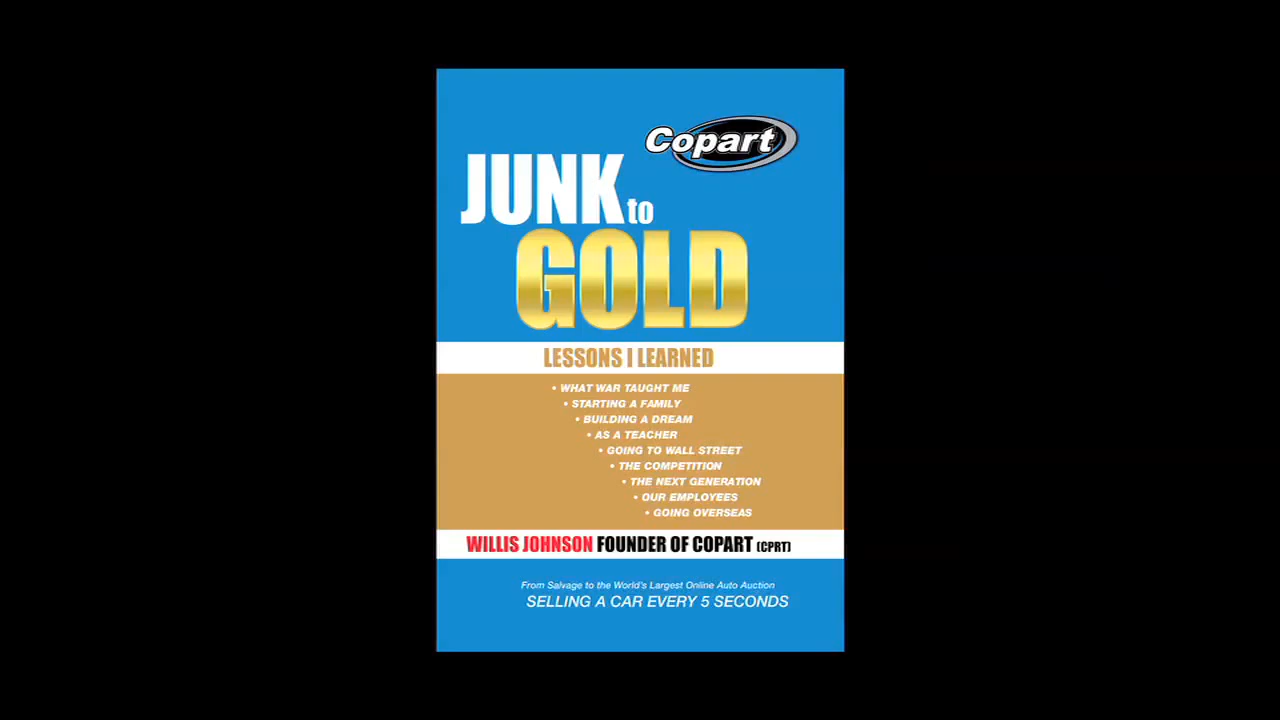 Copart
JUNK to
GOLD
LESSONS I LEARNED
• WHAT WAR TAUGHT ME
• STARTING A FAMILY
• BUILDING A DREAM
• AS A TEACHER
• GOING TO WALL STREET
• THE COMPETITION
• THE NEXT GENERATION
• OUR EMPLOYEES
• GOING OVERSEAS
WILLIS JOHNSON FOUNDER OF COPART (CPRT)
From Salvage to the World's Largest Online Auto Auction
SELLING A CAR EVERY 5 SECONDS